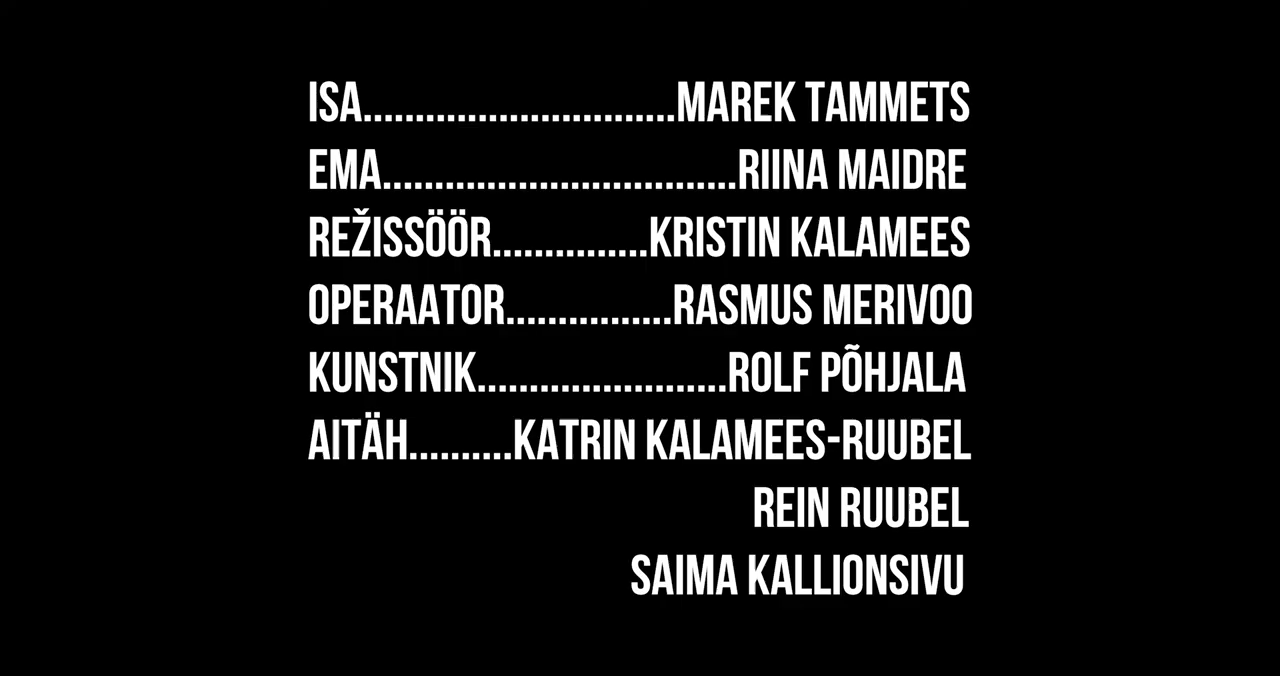 ISA..............................MAREK TAMMETS
EMA..................................RIINA MAIDRE
REŽISSÖÖR...............KRISTIN KALAMEES
OPERAATOR................RASMUS MERIVOO
KUNSTNIK........................ROLF PÕHJALA
AITÄH..........KATRIN KALAMEES-RUUBEL
REIN RUUBEL
SAIMA KALLIONSIVU